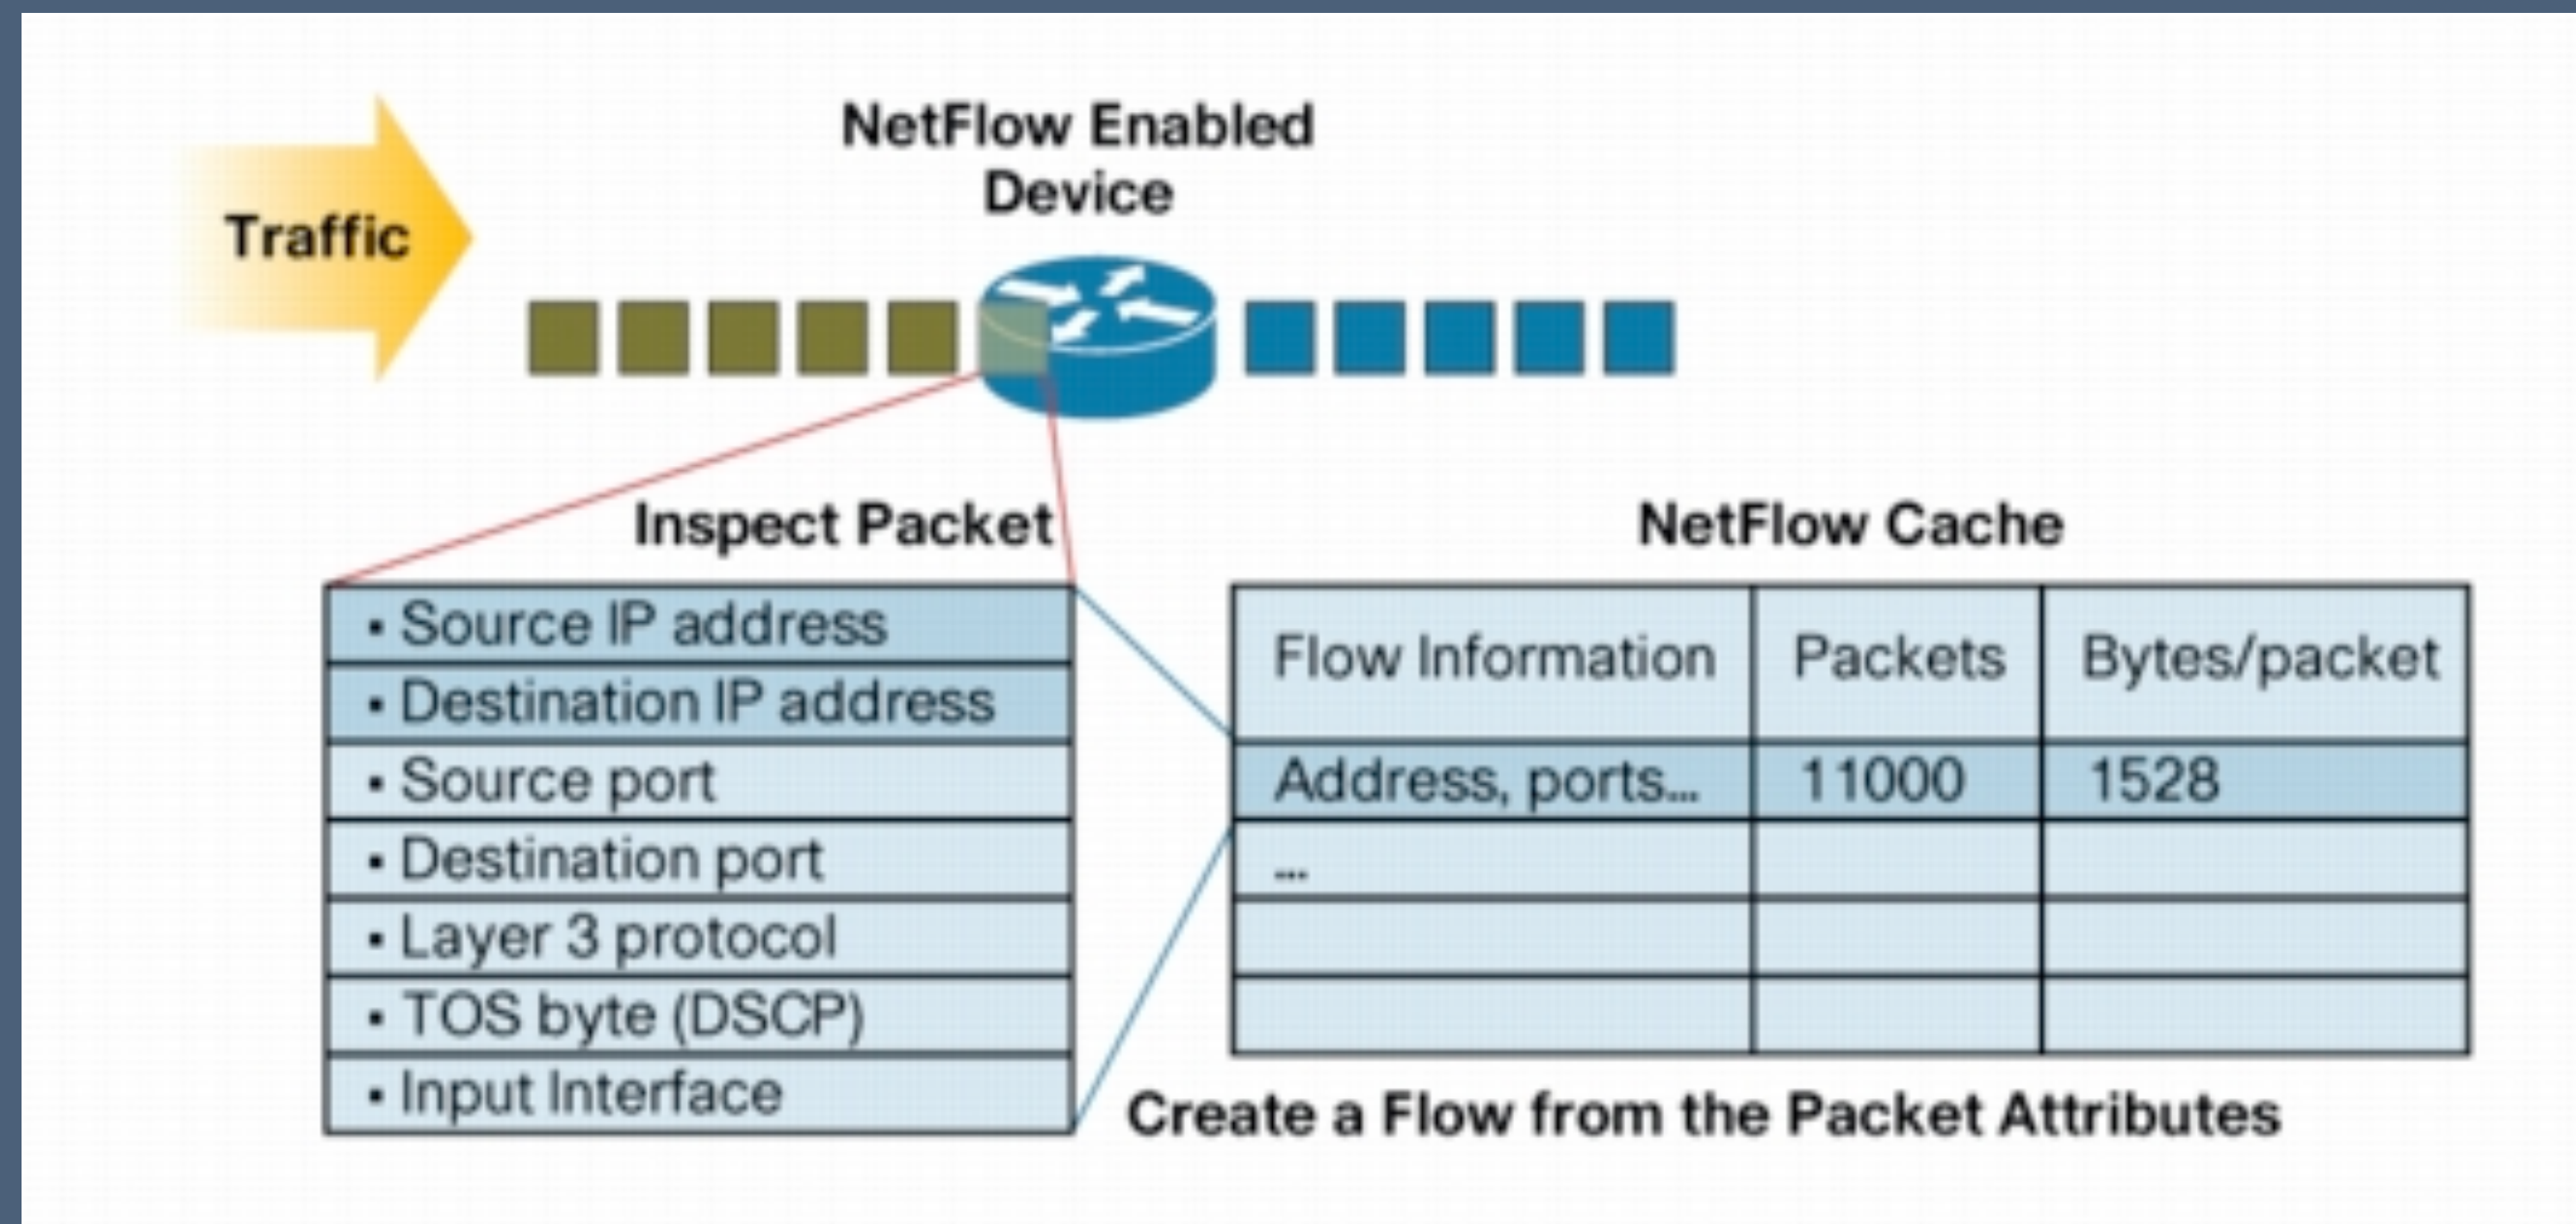 NetFlow Enabled
Device
Traffic
Inspect Packet
▪ Source IP address
▪ Destination IP address
▪ Source port
▪ Destination port
▪ Layer 3 protocol
▪ TOS byte (DSCP)
▪ Input Interface
NetFlow Cache
Flow Information Packets Bytes/packet
Address, ports... 11000 1528
...
Create a Flow from the Packet Attributes